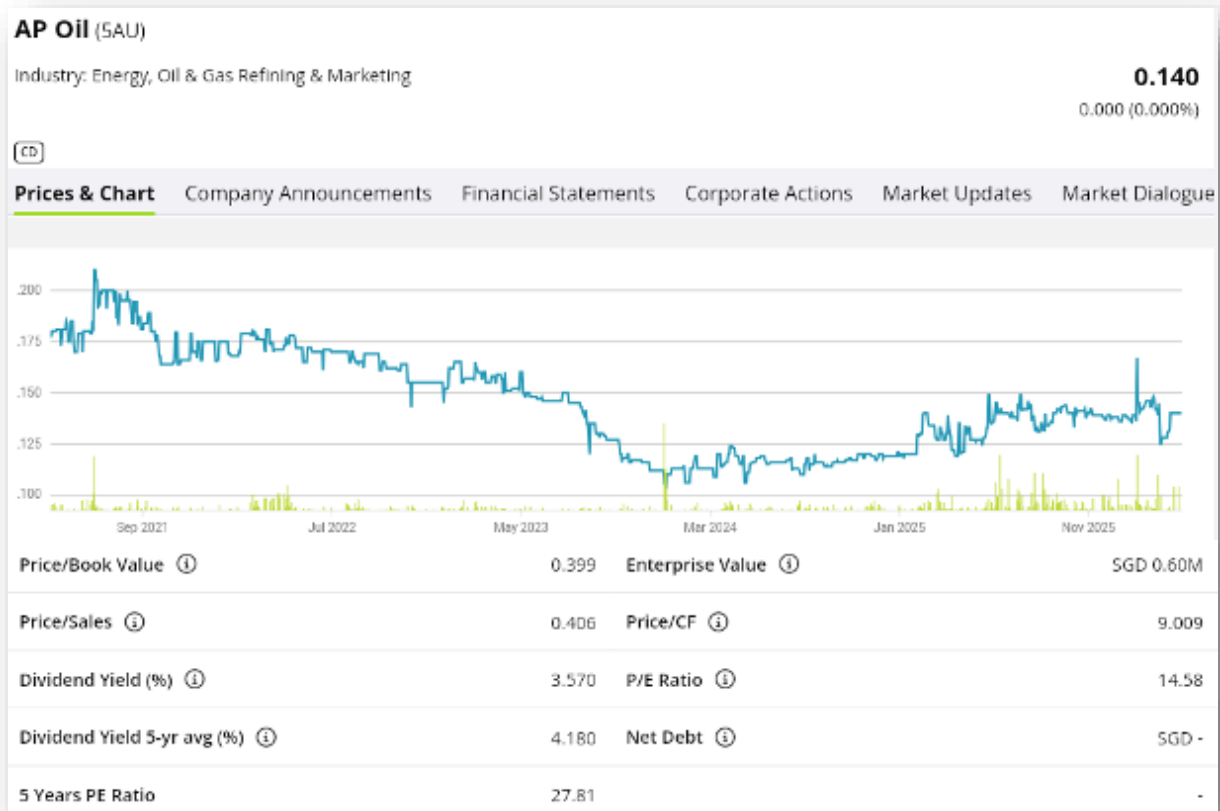 AP Oil (5AU)
Industry: Energy, Oil & Gas Refining & Marketing
0.140
0.000 (0.000%)
CD
Prices & Chart Company Announcements Financial Statements Corporate Actions Market Updates Market Dialogue
.200
.175
.150
.125
.100
Sep 2021 Jul 2022 May 2023 Mar 2024 Jan 2025 Nov 2025
Price/Book Value 0.399 Enterprise Value SGD 0.60M
Price/Sales 0.406 Price/CF 9.009
Dividend Yield (%) 3.570 P/E Ratio 14.58
Dividend Yield 5-yr avg (%) 4.180 Net Debt SGD -
5 Years PE Ratio 27.81 -